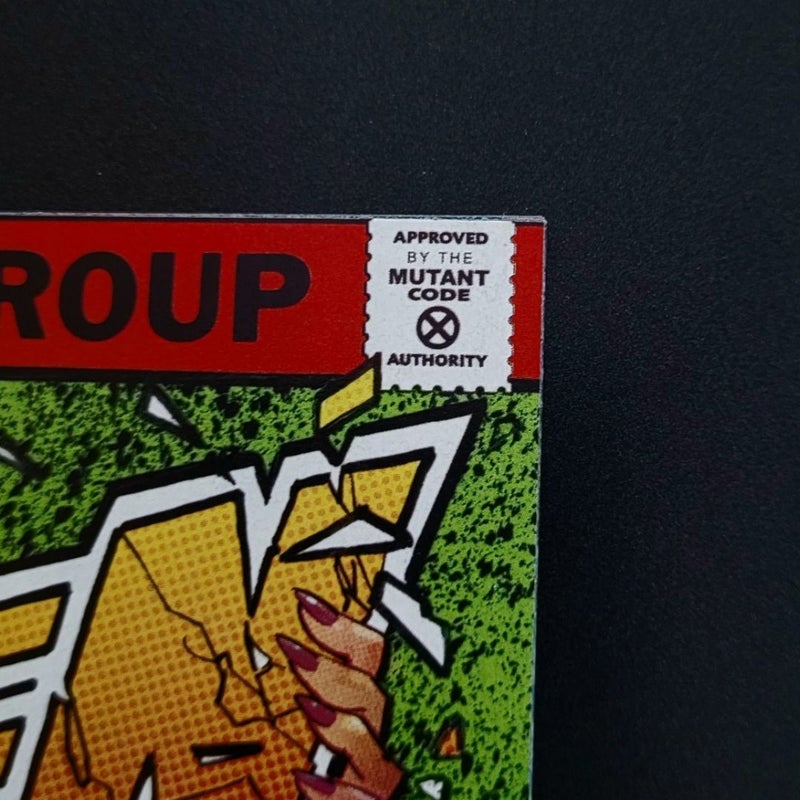 ROUP
APPROVED
BY THE
MUTANT
CODE
X
AUTHORITY